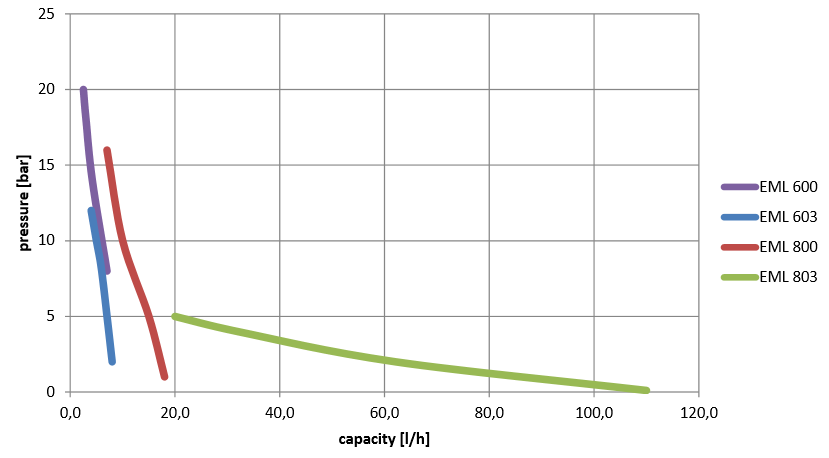 25
20
15
10
5
0
pressure [bar]
0,0 20,0 40,0 60,0 80,0 100,0 120,0
capacity [l/h]
EML 600
EML 603
EML 800
EML 803